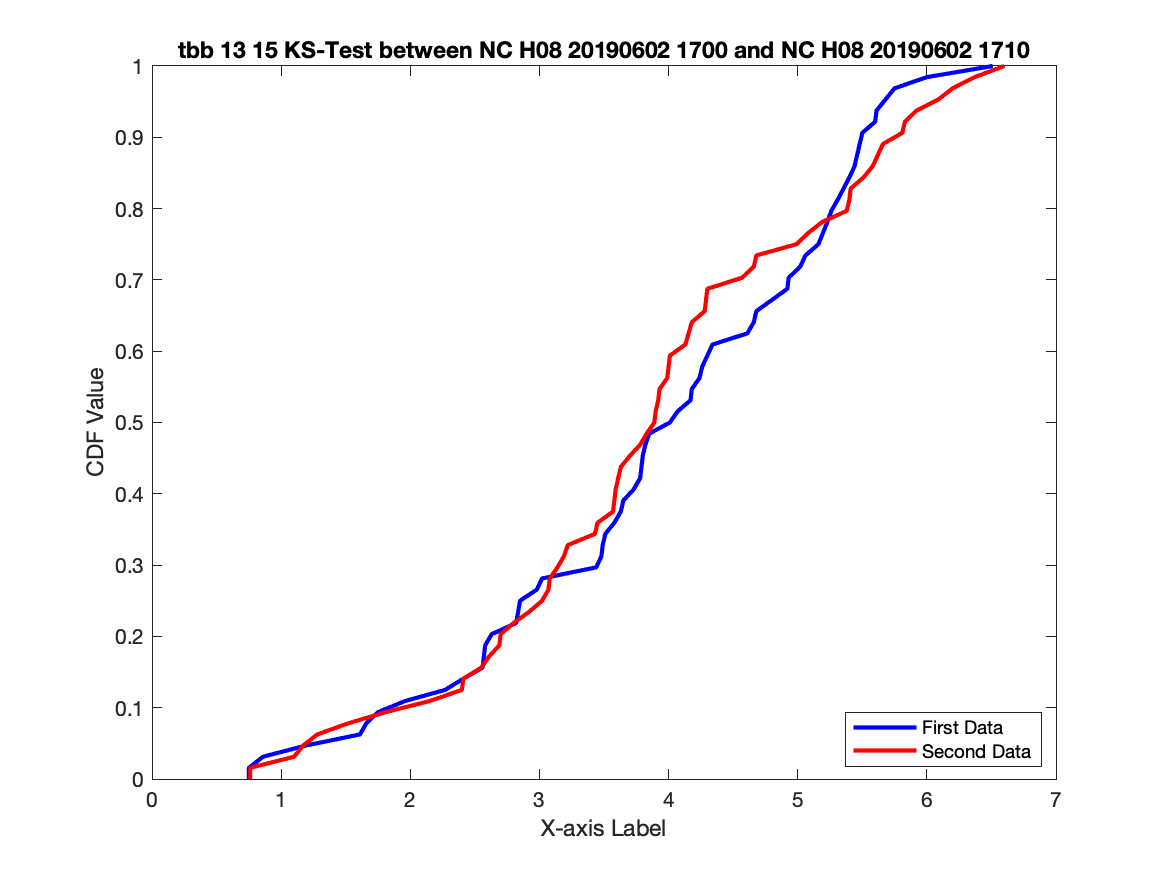 tbb 13 15 KS-Test between NC H08 20190602 1700 and NC H08 20190602 1710
1
0.9
0.8
0.7
0.6
0.5
0.4
0.3
0.2
0.1
0
CDF Value
First Data
Second Data
0 1 2 3 4 5 6 7
X-axis Label